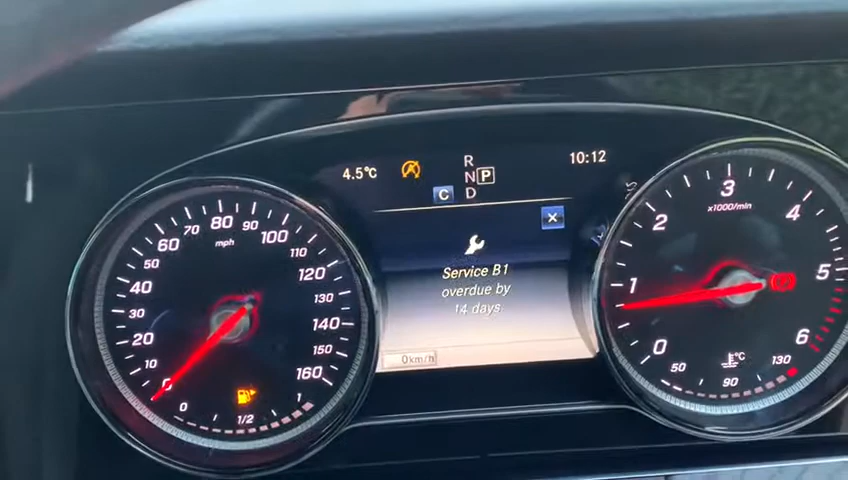 4.5°C
10:12
R
N P
D
C
X
Service B1
overdue by
14 days.
0km/h
0
10
20
30
40
50
60
70
80
90
100
110
120
130
140
150
160
mph
1/2
1
0
1
2
3
4
5
6
x1000/min
50
90
130
°C